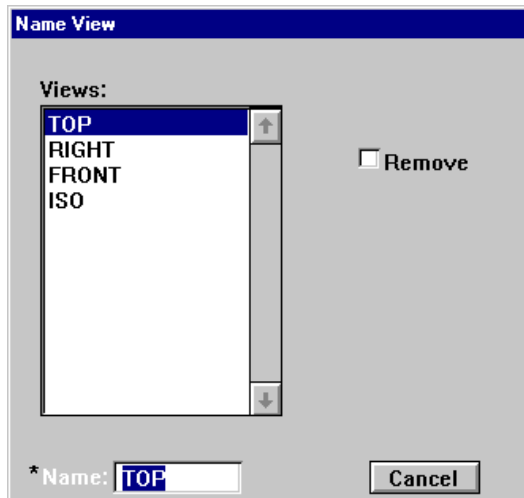 Name View
Views:
TOP
RIGHT
FRONT
ISO
Remove
*Name: TOP
Cancel